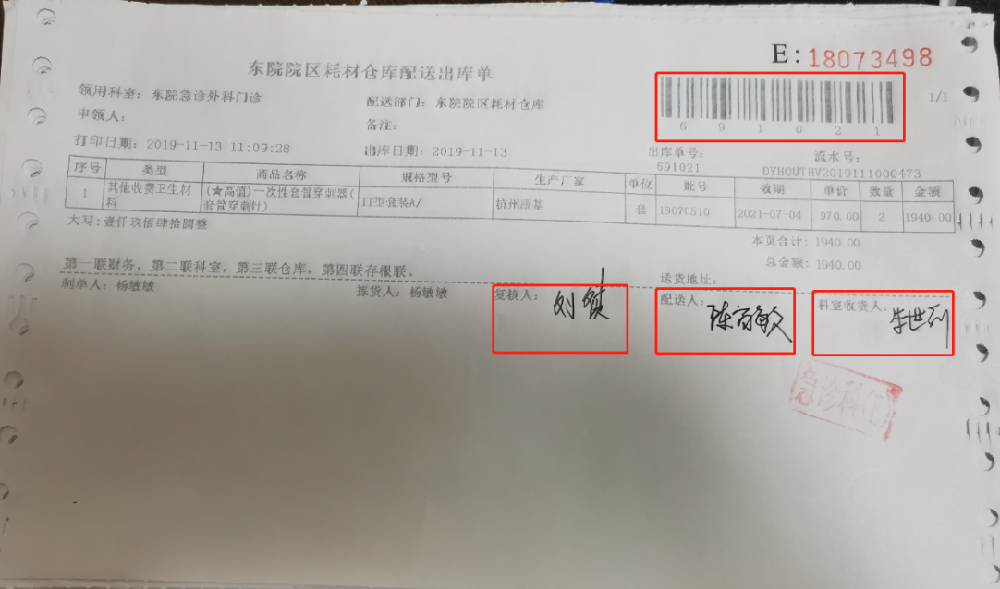 E:18073498
东院院区耗材仓库配送出库单
691021
1/1
领用科室：东院急诊外科门诊 配送部门：东院院区耗材仓库
申领人： 备注：
打印日期：2019-11-13 11:09:28 出库日期：2019-11-13 出库单号：691021 流水号：DYHOUTHV2019111000473
序号 类型 商品名称 规格型号 生产厂家 单位 批号 效期 单价 数量 金额
1 其他收费卫生材料 (★高值)一次性套管穿刺器(套管穿刺针) II型套装A/ 杭州康基 套 19070510 2021-07-04 970.00 2 1940.00
大写：壹仟玖佰肆拾圆整
本页合计：1940.00
总金额：1940.00
第一联财务，第二联科室，第三联仓库，第四联存根联。 送货地址：
制单人：杨敏敏 拣货人：杨敏敏 复核人： 配送人： 科室收货人：
急诊科